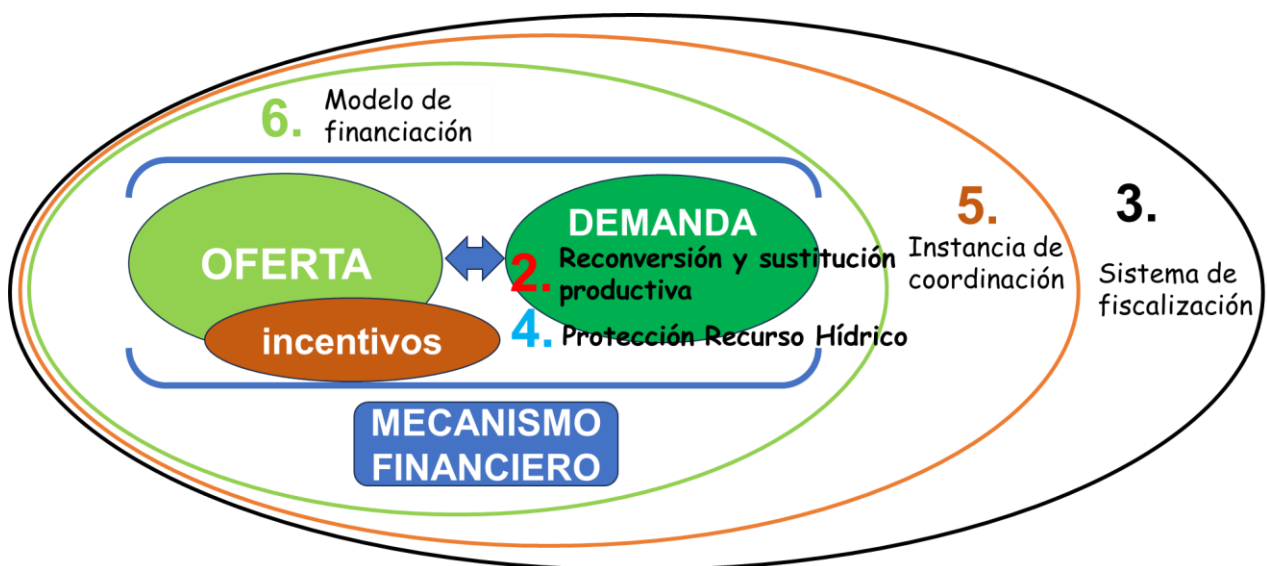 6. Modelo de
financiación
OFERTA
incentivos
DEMANDA
2. Reconversión y sustitución
productiva
4. Protección Recurso Hídrico
MECANISMO
FINANCIERO
5.
Instancia de
coordinación
3.
Sistema de
fiscalización